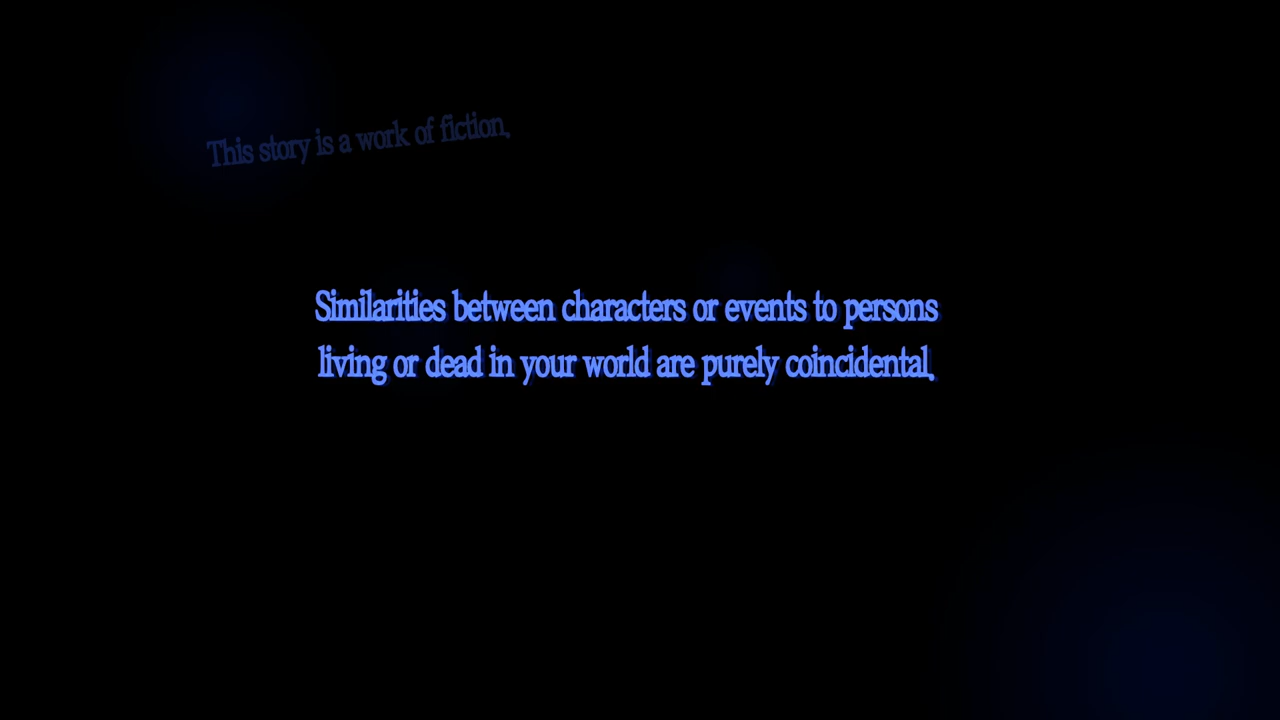 This story is a work of fiction.
Similarities between characters or events to persons
living or dead in your world are purely coincidental.